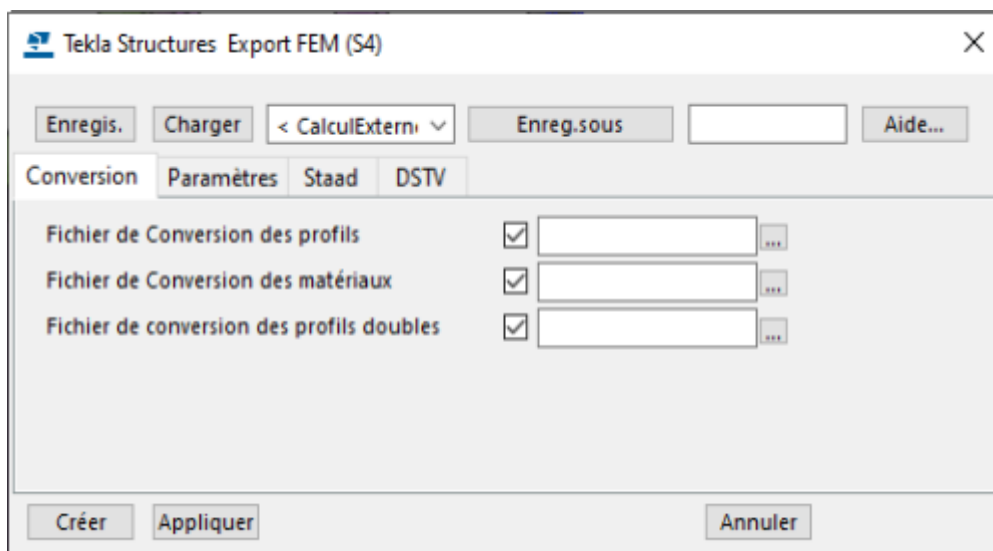 Tekla Structures Export FEM (S4)
Enregis. Charger < CalculExtern Enreg.sous Aide...
Conversion Paramètres Staad DSTV
Fichier de Conversion des profils ...
Fichier de Conversion des matériaux ...
Fichier de conversion des profils doubles ...
Créer Appliquer Annuler